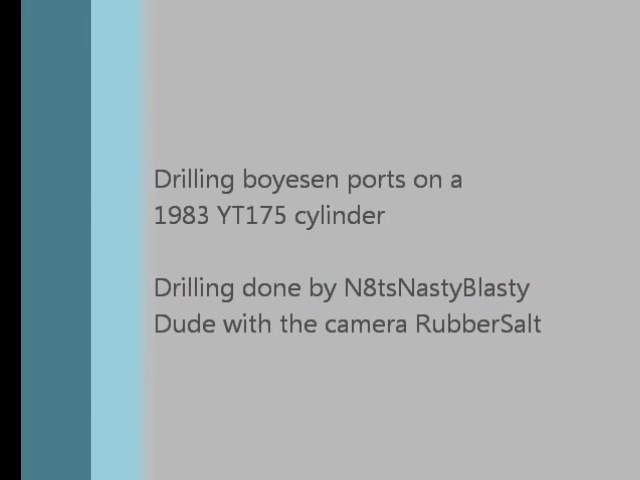 Drilling boyesen ports on a
1983 YT175 cylinder
Drilling done by N8tsNastyBlasty
Dude with the camera RubberSalt